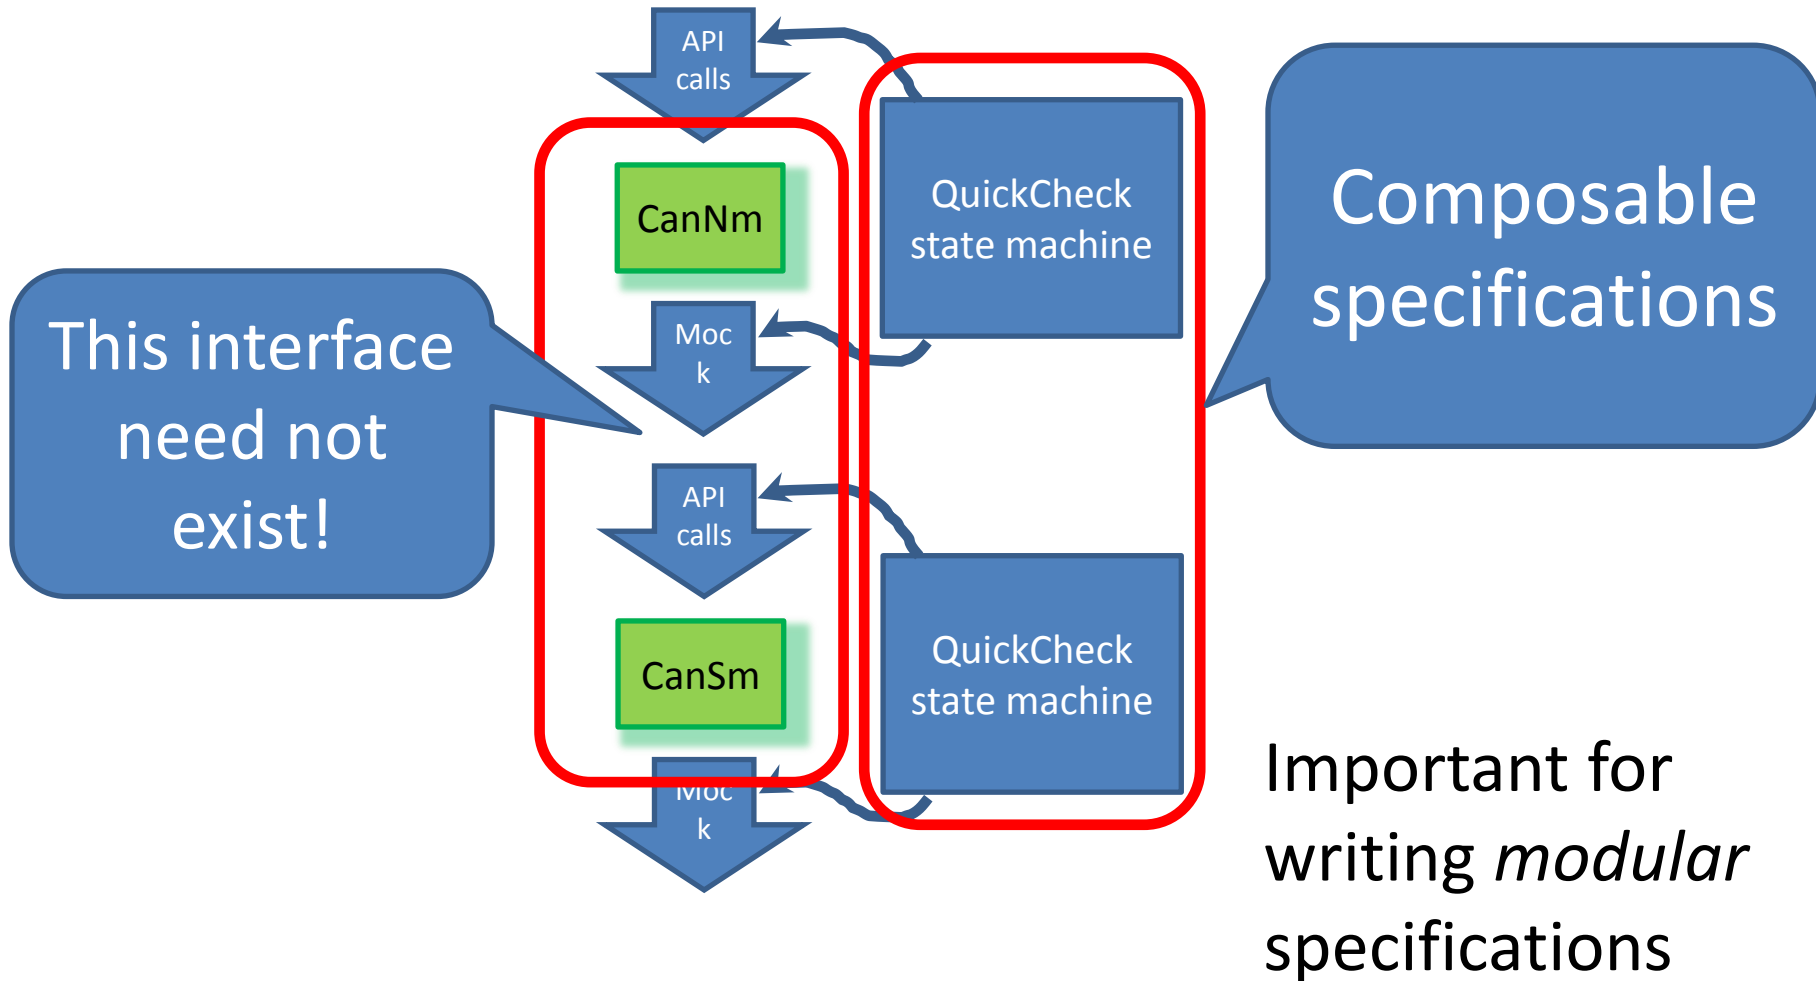 API
calls
CanNm
QuickCheck
state machine
Composable
specifications
This interface
need not
exist!
Moc
k
API
calls
CanSm
QuickCheck
state machine
Moc
k
Important for
writing modular
specifications